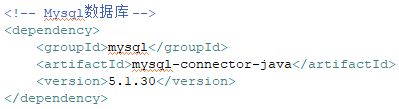 <!-- Mysql数据库 -->
<dependency>
<groupId>mysql</groupId>
<artifactId>mysql-connector-java</artifactId>
<version>5.1.30</version>
</dependency>